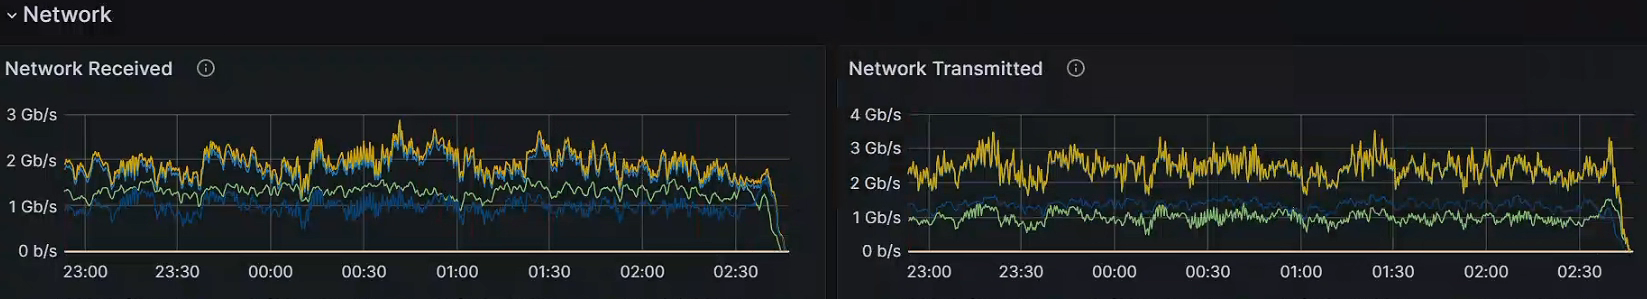 Network
Network Received
3 Gb/s
2 Gb/s
1 Gb/s
0 b/s
23:00 23:30 00:00 00:30 01:00 01:30 02:00 02:30
Network Transmitted
4 Gb/s
3 Gb/s
2 Gb/s
1 Gb/s
0 b/s
23:00 23:30 00:00 00:30 01:00 01:30 02:00 02:30